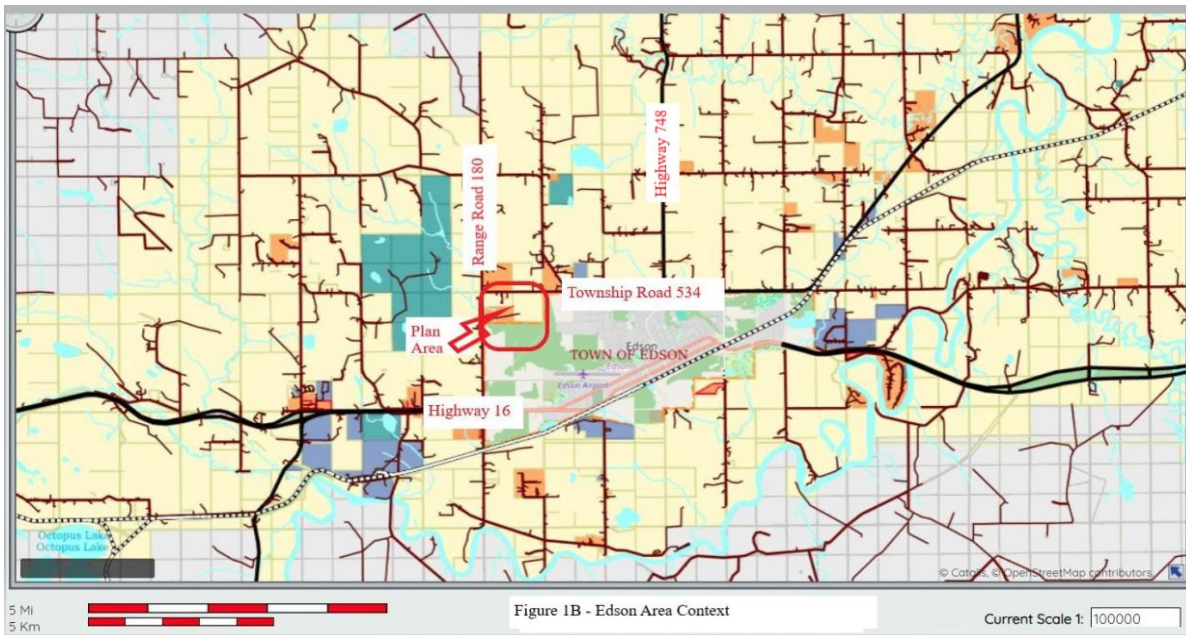 Range Road 180
Highway 748
Township Road 534
Plan
Area
Edson
TOWN OF EDSON
Edson
Edson Airport
Highway 16
Octopus Lake
Octopus Lake
© Catalis, © OpenStreetMap contributors
5 Mi
5 Km
Figure 1B - Edson Area Context
Current Scale 1: 100000